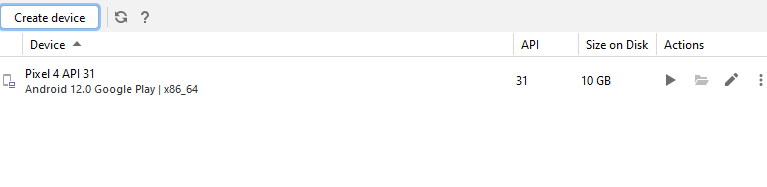 Create device ?
Device API Size on Disk Actions
Pixel 4 API 31 31 10 GB
Android 12.0 Google Play | x86_64